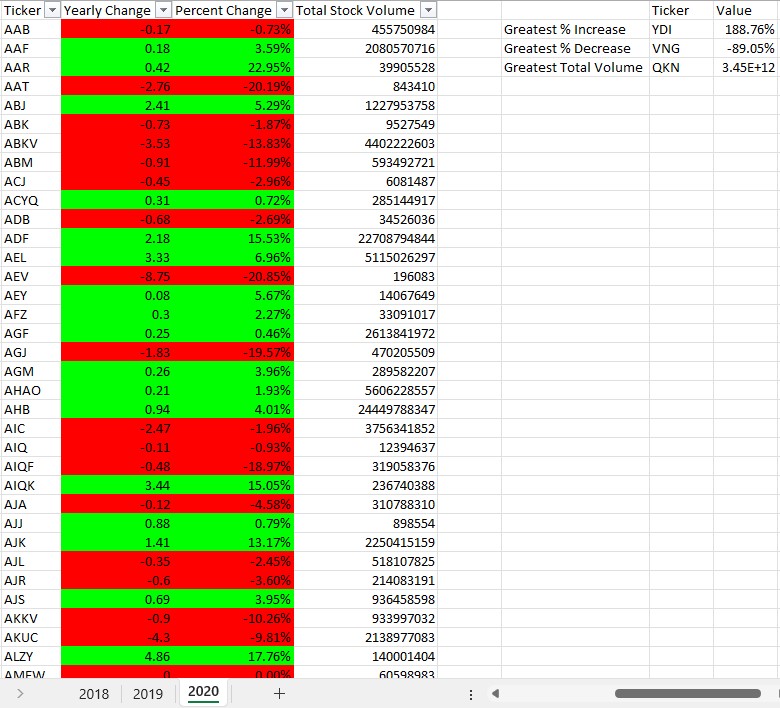 Ticker Yearly Change Percent Change Total Stock Volume Ticker Value
AAB -0.17 -0.73% 455750984 Greatest % Increase YDI 188.76%
AAF 0.18 3.59% 2080570716 Greatest % Decrease VNG -89.05%
AAR 0.42 22.95% 39905528 Greatest Total Volume QKN 3.45E+12
AAT -2.76 -20.19% 843410
ABJ 2.41 5.29% 1227953758
ABK -0.73 -1.87% 9527549
ABKV -3.53 -13.83% 4402222603
ABM -0.91 -11.99% 593492721
ACJ -0.45 -2.96% 6081487
ACYQ 0.31 0.72% 285144917
ADB -0.68 -2.69% 34526036
ADF 2.18 15.53% 22708794844
AEL 3.33 6.96% 5115026297
AEV -8.75 -20.85% 196083
AEY 0.08 5.67% 14067649
AFZ 0.3 2.27% 33091017
AGF 0.25 0.46% 2613841972
AGJ -1.83 -19.57% 470205509
AGM 0.26 3.96% 289582207
AHAO 0.21 1.93% 5606228557
AHB 0.94 4.01% 24449788347
AIC -2.47 -1.96% 3756341852
AIQ -0.11 -0.93% 12394637
AIQF -0.48 -18.97% 319058376
AIQK 3.44 15.05% 236740388
AJA -0.12 -4.58% 310788310
AJJ 0.88 0.79% 898554
AJK 1.41 13.17% 2250415159
AJL -0.35 -2.45% 518107825
AJR -0.6 -3.60% 214083191
AJS 0.69 3.95% 936458598
AKKV -0.9 -10.26% 933997032
AKUC -4.3 -9.81% 2138977083
ALZY 4.86 17.76% 140001404
AMEW 0 0.00% 60598983
2018 2019 2020